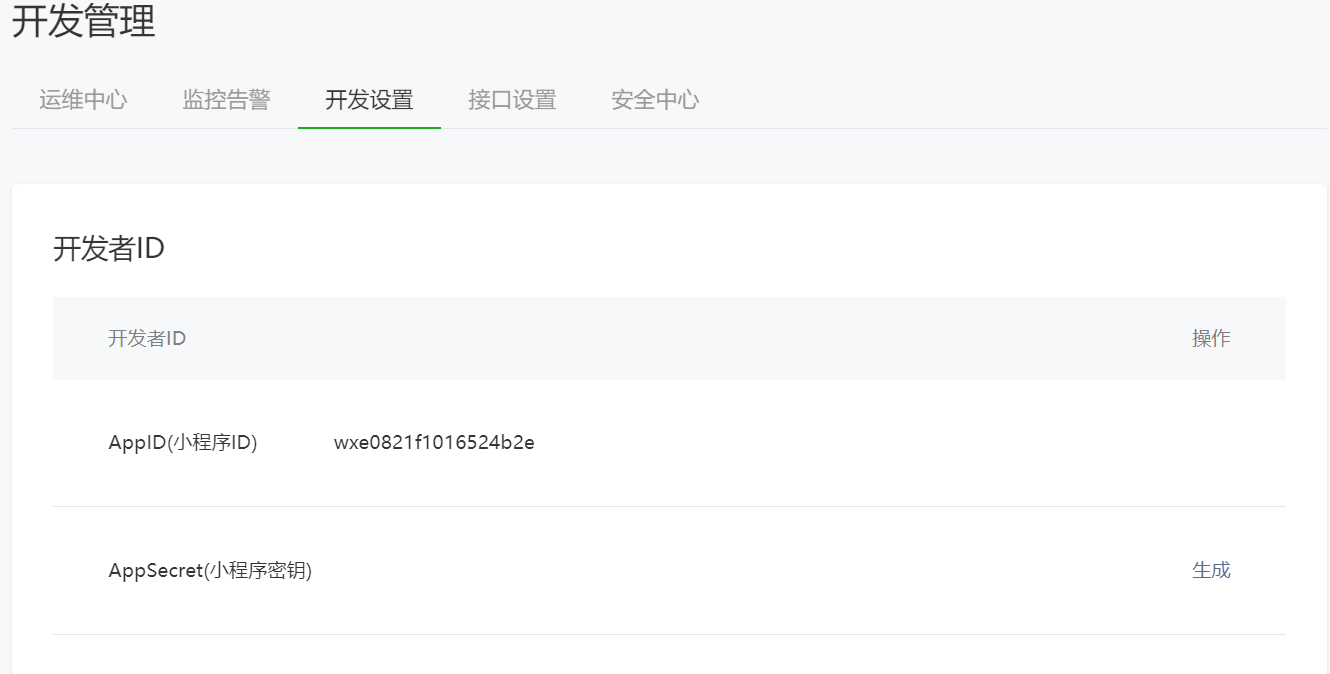 开发管理
运维中心 监控告警 开发设置 接口设置 安全中心
开发者ID
开发者ID 操作
AppID(小程序ID) wxe0821f1016524b2e
AppSecret(小程序密钥) 生成